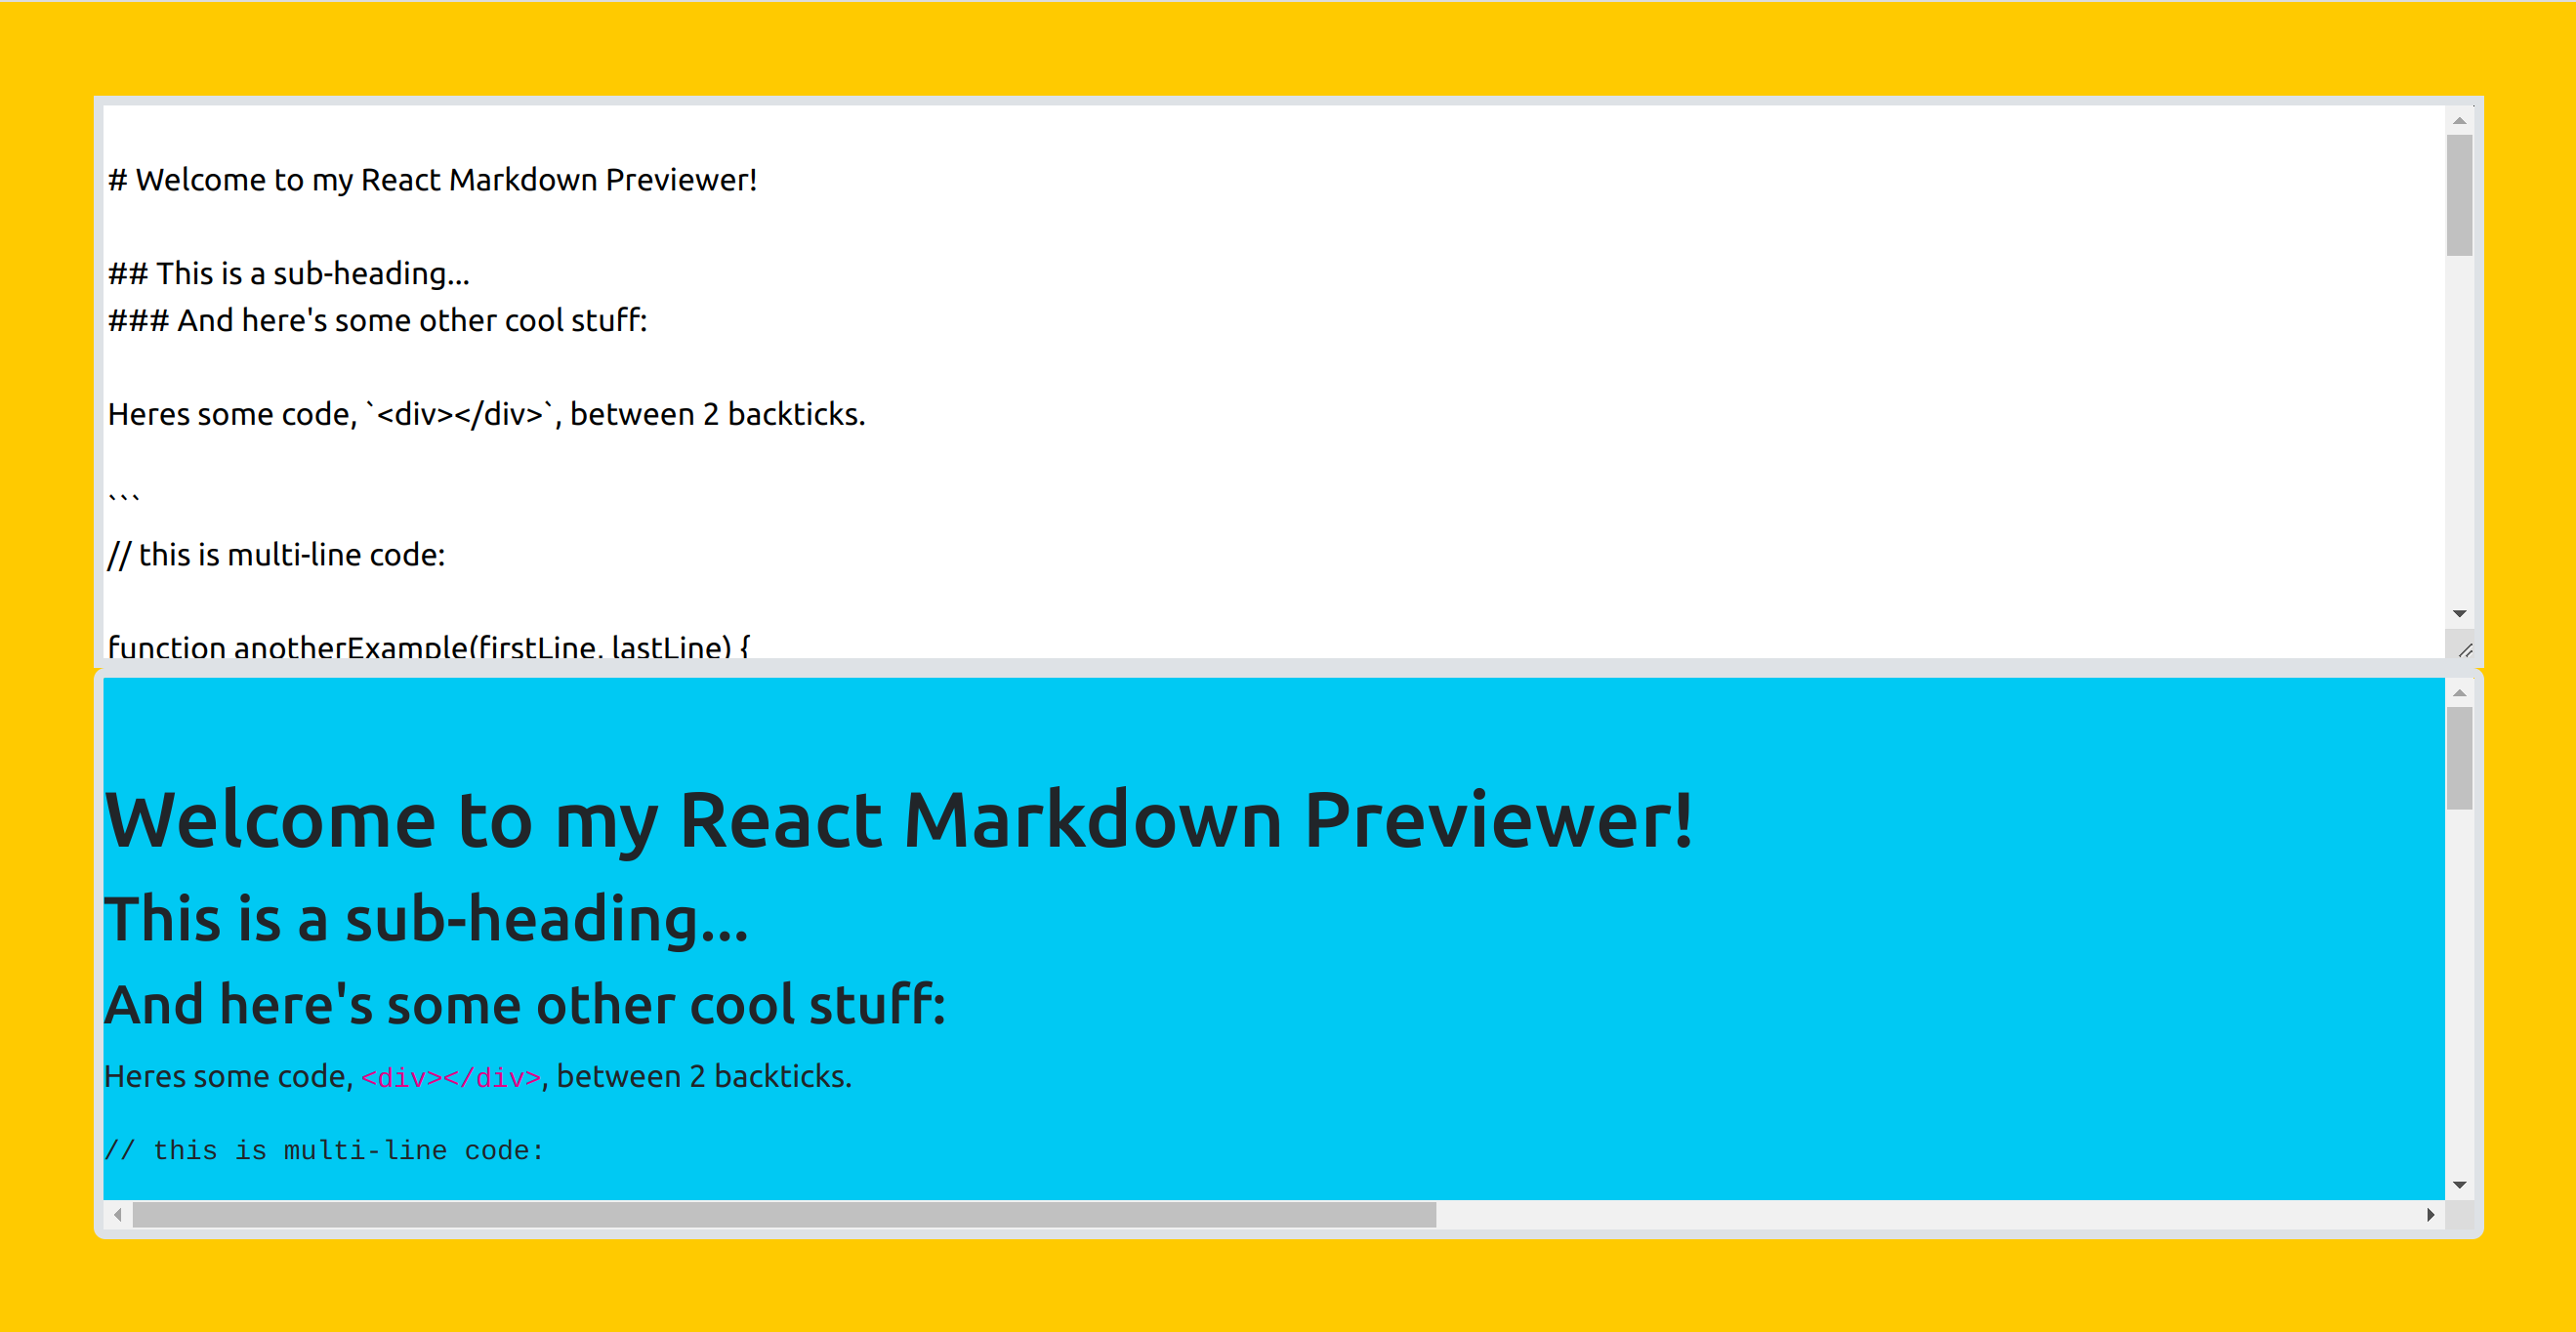 # Welcome to my React Markdown Previewer!
## This is a sub-heading...
### And here's some other cool stuff:
Heres some code, `<div></div>`, between 2 backticks.
```
// this is multi-line code:
function anotherExample(firstLine, lastLine) {
Welcome to my React Markdown Previewer!
This is a sub-heading...
And here's some other cool stuff:
Heres some code, <div></div>, between 2 backticks.
// this is multi-line code: